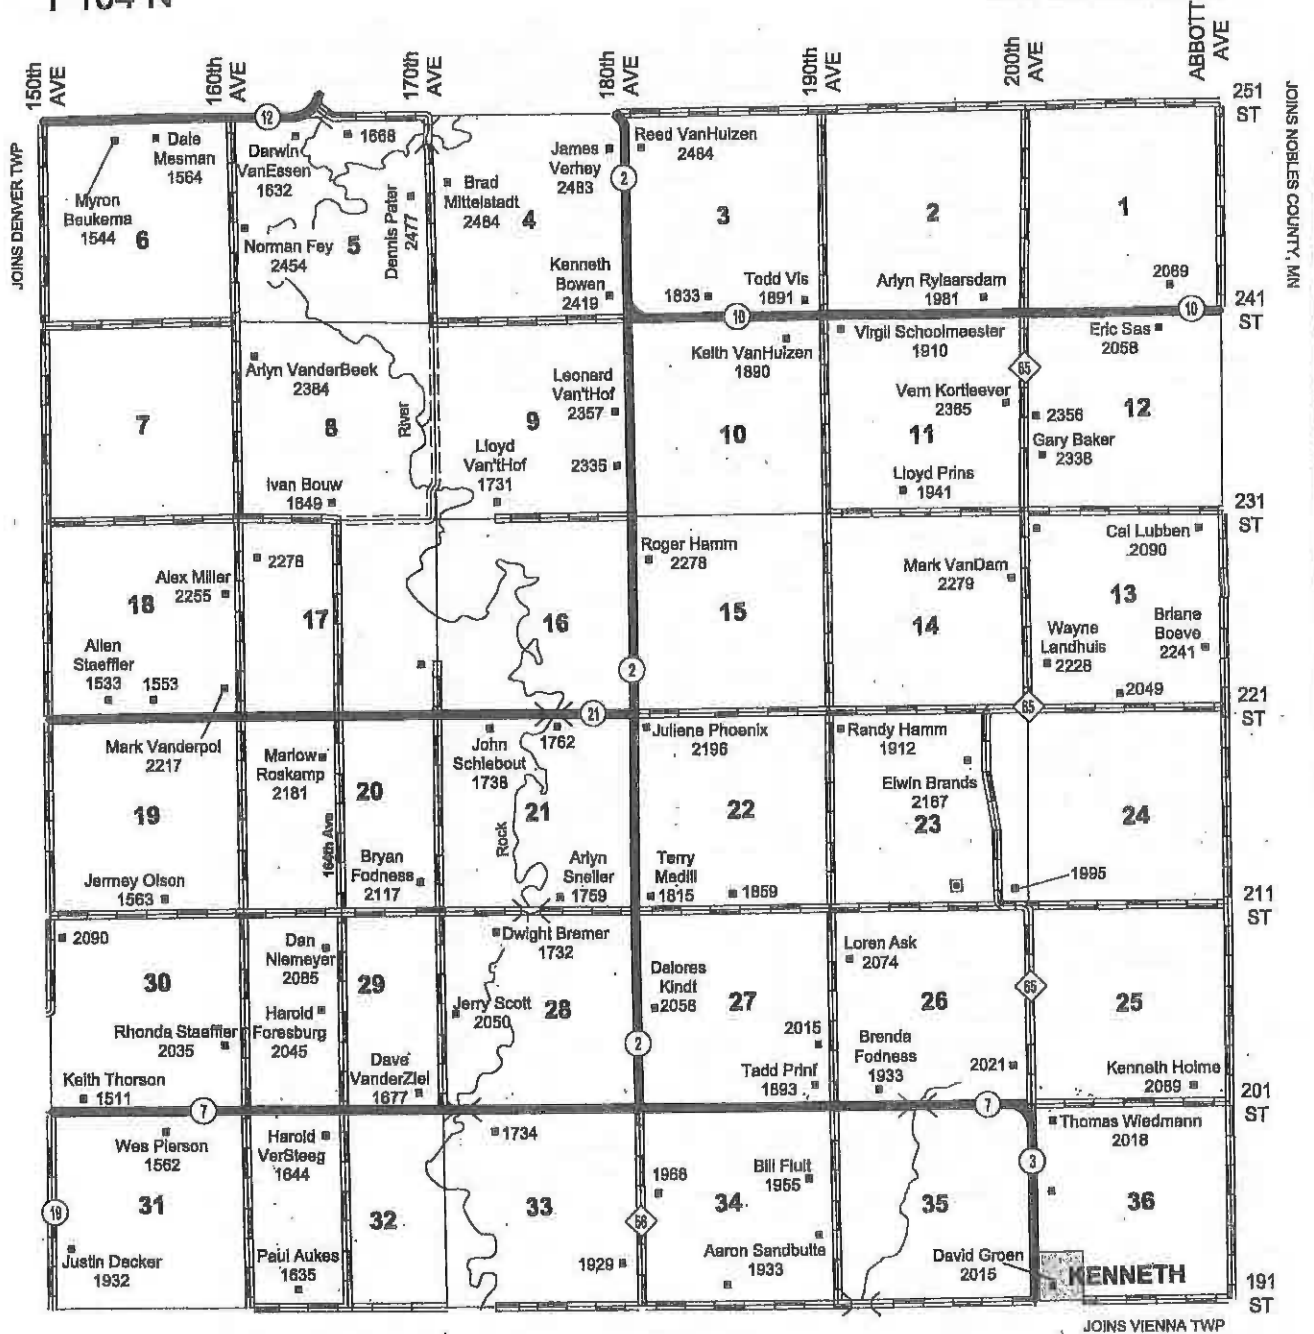 T 104 N
150th
AVE
160th
AVE
170th
AVE
180th
AVE
190th
AVE
200th
AVE
ABBOTT
AVE
251
ST
JOINS DENVER TWP
JOINS NOBLES COUNTY, MN
12
Dale
Mesman
1564
Myron
Beukema
1544
6
Darwin
VanEssen
1632
1668
Norman Fey
2454
5
Dennis Pater
2477
Brad
Mittelstadt
2484
4
James
Verhey
2483
Kenneth
Bowen
2419
2
Reed VanHuizen
2484
3
1833
Todd Vis
1891
10
2
Arlyn Rylaarsdam
1981
1
2089
10
241
ST
7
Arlyn VanderBeek
2384
8
River
Ivan Bouw
1649
Leonard
Van'tHof
2357
9
Lloyd
Van'tHof
1731
2335
Keith VanHuizen
1890
10
Virgil Schoolmeester
1910
Vern Kortleever
2365
11
Lloyd Prins
1941
65
Eric Sas
2058
2356
12
Gary Baker
2338
231
ST
Alex Miller
2255
18
Allen
Staeffler
1533
1553
2278
17
16
Roger Hamm
2278
15
Mark VanDam
2279
14
Cal Lubben
2090
13
Wayne
Landhuis
2228
Briane
Boeve
2241
2049
2
21
65
221
ST
Mark Vanderpol
2217
19
Jermey Olson
1563
Marlow
Roskamp
2181
20
164th Ave
Bryan
Fodness
2117
John
Schlebout
1738
1762
21
Rock
Arlyn
Sneller
1759
Juliene Phoenix
2196
22
Terry
Madill
1815
1859
Randy Hamm
1912
Elwin Brands
2187
23
24
1995
211
ST
2090
30
Rhonda Staeffler
2035
Keith Thorson
1511
Dan
Niemeyer
2085
29
Harold
Foresburg
2045
Dave
VanderZiel
1677
Dwight Bremer
1732
Jerry Scott
2050
28
2
Delores
Kindt
2058
27
2015
Tadd Prinf
1893
Loren Ask
2074
26
Brenda
Fodness
1933
2021
65
25
Kenneth Holme
2089
7
7
201
ST
Wes Pierson
1562
31
19
Justin Decker
1932
Harold
VerSteeg
1644
32
Paul Aukes
1635
1734
33
1929
66
1968
34
Bill Fluit
1955
Aaron Sandbulte
1933
35
3
Thomas Wiedmann
2018
36
David Groen
2015
KENNETH
191
ST
JOINS VIENNA TWP